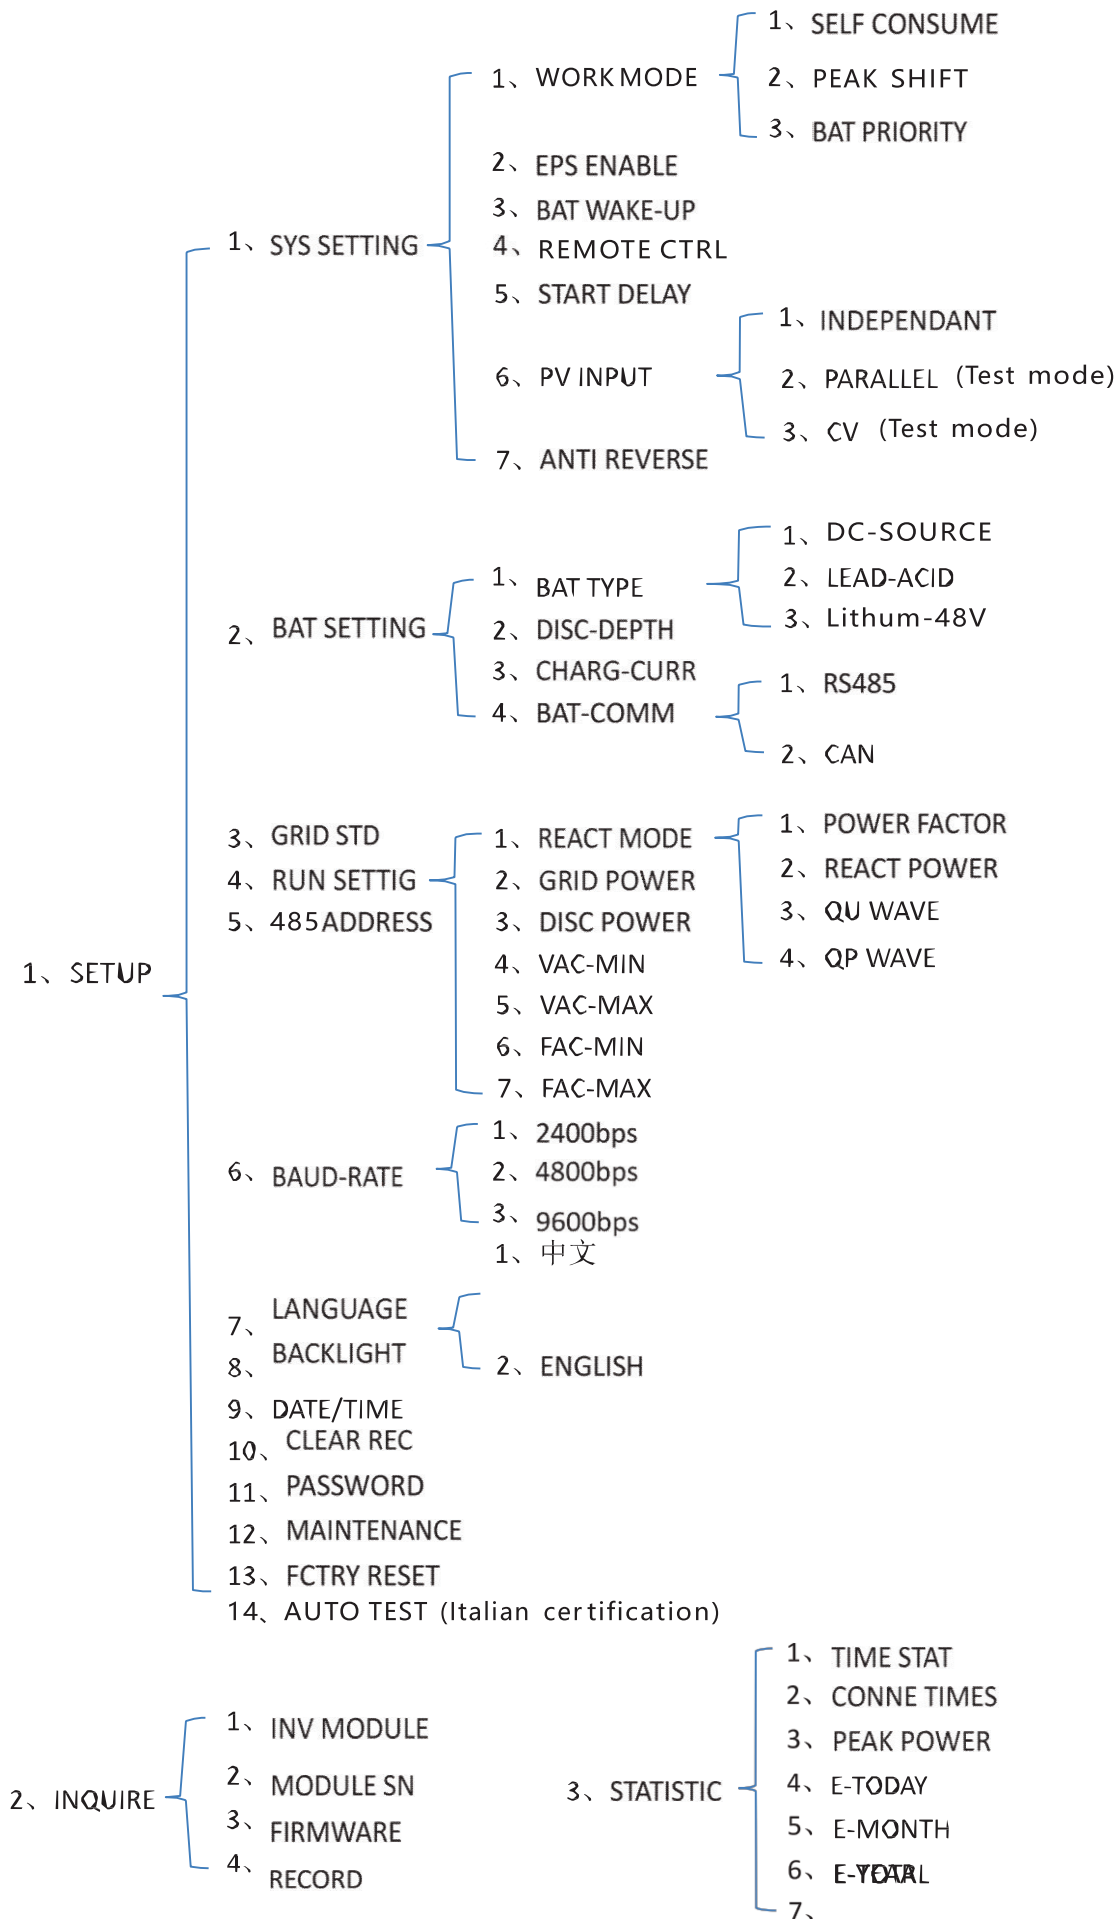 1、SETUP
1、SYS SETTING
1、WORK MODE
1、SELF CONSUME
2、PEAK SHIFT
3、BAT PRIORITY
2、EPS ENABLE
3、BAT WAKE-UP
4、REMOTE CTRL
5、START DELAY
6、PV INPUT
1、INDEPENDANT
2、PARALLEL (Test mode)
3、CV (Test mode)
7、ANTI REVERSE
2、BAT SETTING
1、BAT TYPE
1、DC-SOURCE
2、LEAD-ACID
3、Lithum-48V
2、DISC-DEPTH
3、CHARG-CURR
4、BAT-COMM
1、RS485
2、CAN
3、GRID STD
4、RUN SETTIG
1、REACT MODE
1、POWER FACTOR
2、REACT POWER
3、QU WAVE
4、QP WAVE
2、GRID POWER
3、DISC POWER
4、VAC-MIN
5、VAC-MAX
6、FAC-MIN
7、FAC-MAX
5、485 ADDRESS
6、BAUD-RATE
1、2400bps
2、4800bps
3、9600bps
7、LANGUAGE
1、中文
2、ENGLISH
8、BACKLIGHT
9、DATE/TIME
10、CLEAR REC
11、PASSWORD
12、MAINTENANCE
13、FCTRY RESET
14、AUTO TEST (Italian certification)
2、INQUIRE
1、INV MODULE
2、MODULE SN
3、FIRMWARE
4、RECORD
3、STATISTIC
1、TIME STAT
2、CONNE TIMES
3、PEAK POWER
4、E-TODAY
5、E-MONTH
6、
7、